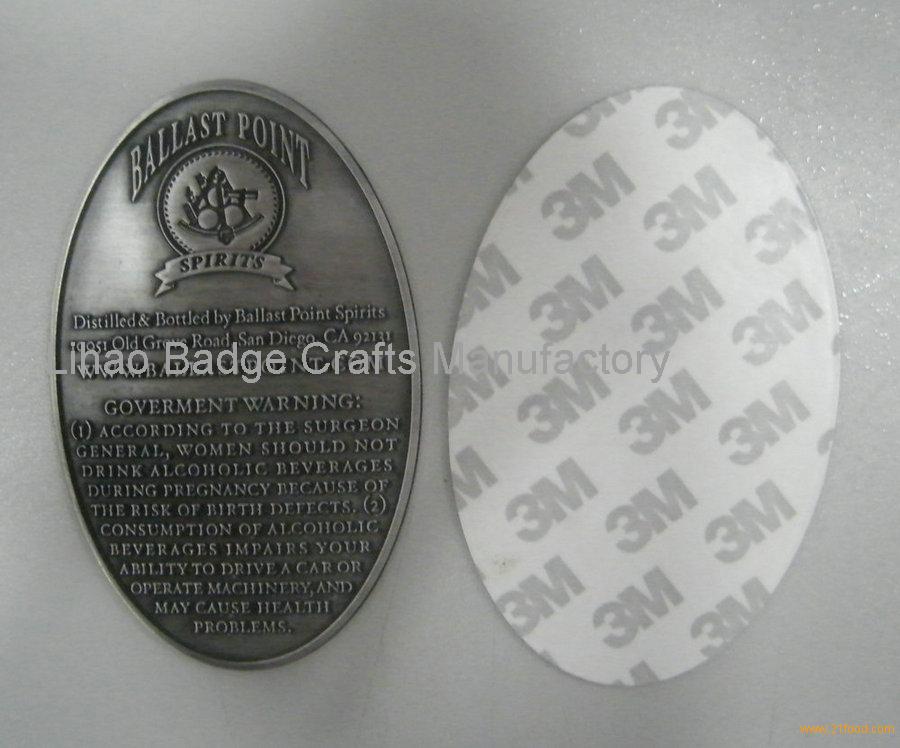 BALLAST POINT
SPIRITS
Distilled & Bottled by Ballast Point Spirits
10051 Old Grove Road, San Diego, CA 92131
Lihao Badge Crafts Manufactory
GOVERMENT WARNING:
(1) ACCORDING TO THE SURGEON
GENERAL, WOMEN SHOULD NOT
DRINK ALCOHOLIC BEVERAGES
DURING PREGNANCY BECAUSE OF
THE RISK OF BIRTH DEFECTS. (2)
CONSUMPTION OF ALCOHOLIC
BEVERAGES IMPAIRS YOUR
ABILITY TO DRIVE A CAR OR
OPERATE MACHINERY, AND
MAY CAUSE HEALTH
PROBLEMS.
3M 3M
3M 3M 3M
3M 3M 3M
3M 3M 3M
3M 3M 3M
3M 3M 3M
3M 3M 3M
www.21food.com